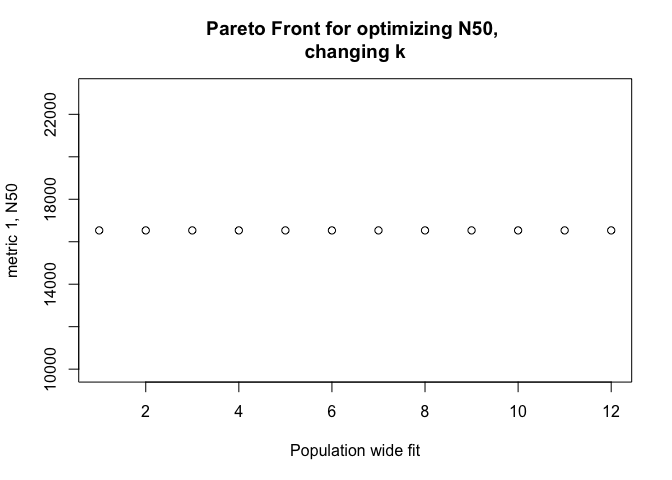 Pareto Front for optimizing N50,
changing k
metric 1, N50
22000
18000
14000
10000
2 4 6 8 10 12
Population wide fit